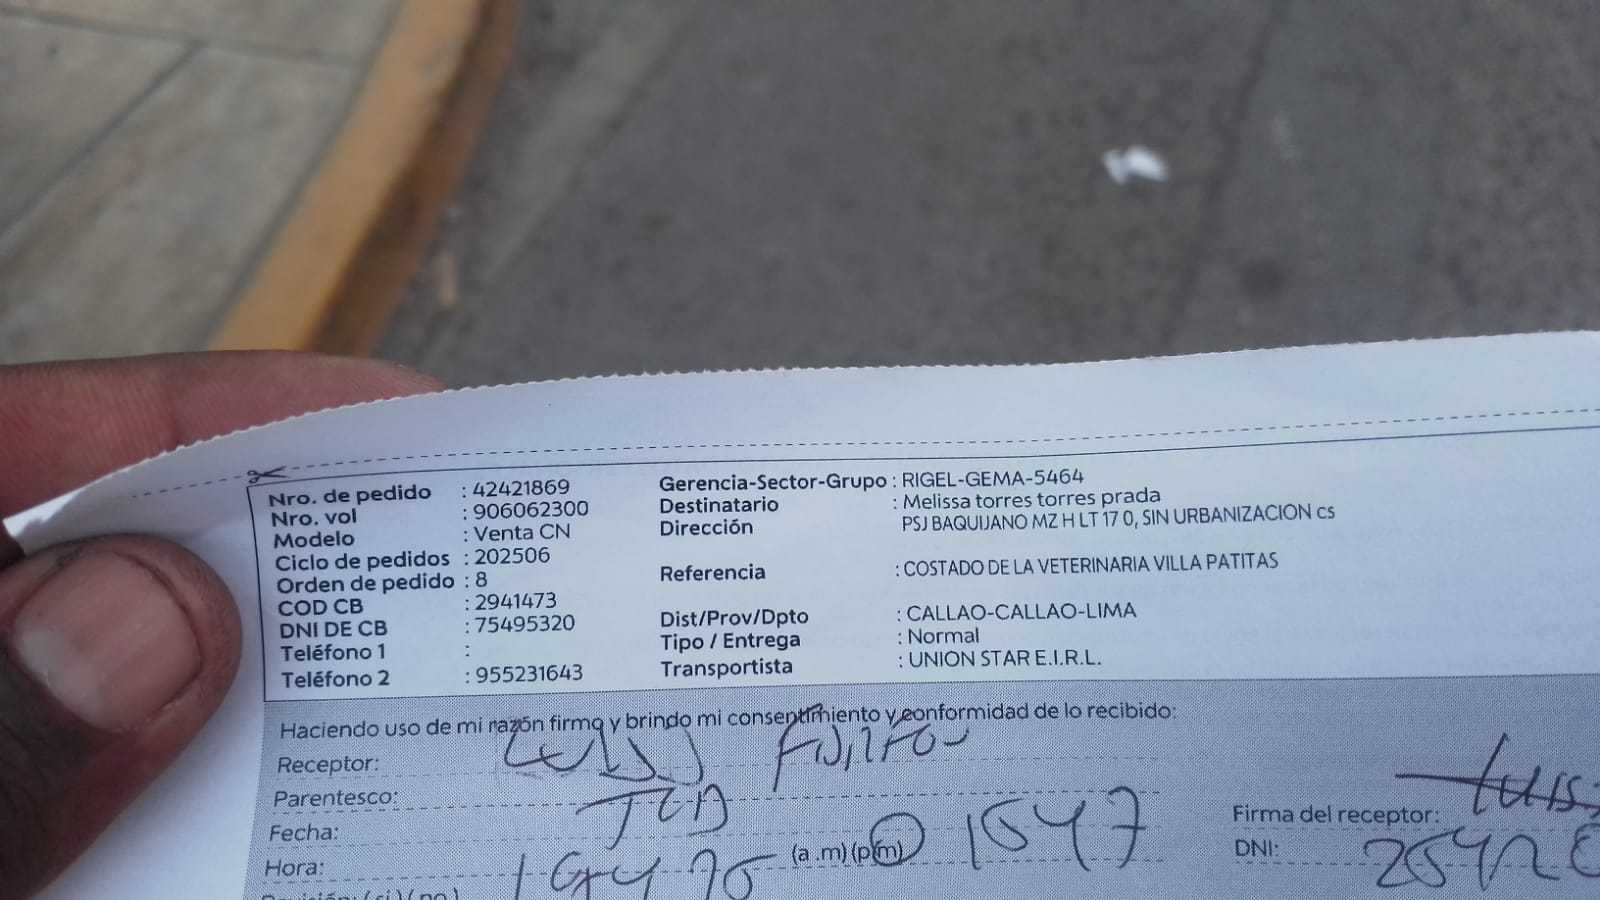 Nro. de pedido : 42421869 Gerencia-Sector-Grupo : RIGEL-GEMA-5464
Nro. vol : 906062300 Destinatario : Melissa torres torres prada
Modelo : Venta CN Dirección PSJ BAQUIJANO MZ H LT 17 0, SIN URBANIZACION cs
Ciclo de pedidos : 202506
Orden de pedido : 8 Referencia : COSTADO DE LA VETERINARIA VILLA PATITAS
COD CB : 2941473
DNI DE CB : 75495320 Dist/Prov/Dpto : CALLAO-CALLAO-LIMA
Teléfono 1 : Tipo / Entrega : Normal
Teléfono 2 : 955231643 Transportista : UNION STAR E.I.R.L.
Haciendo uso de mi razón firmo y brindo mi consentimiento y conformidad de lo recibido:
Receptor:
Parentesco:
Fecha: 1547 Firma del receptor: Luis
Hora: (a .m) (p.m) DNI: